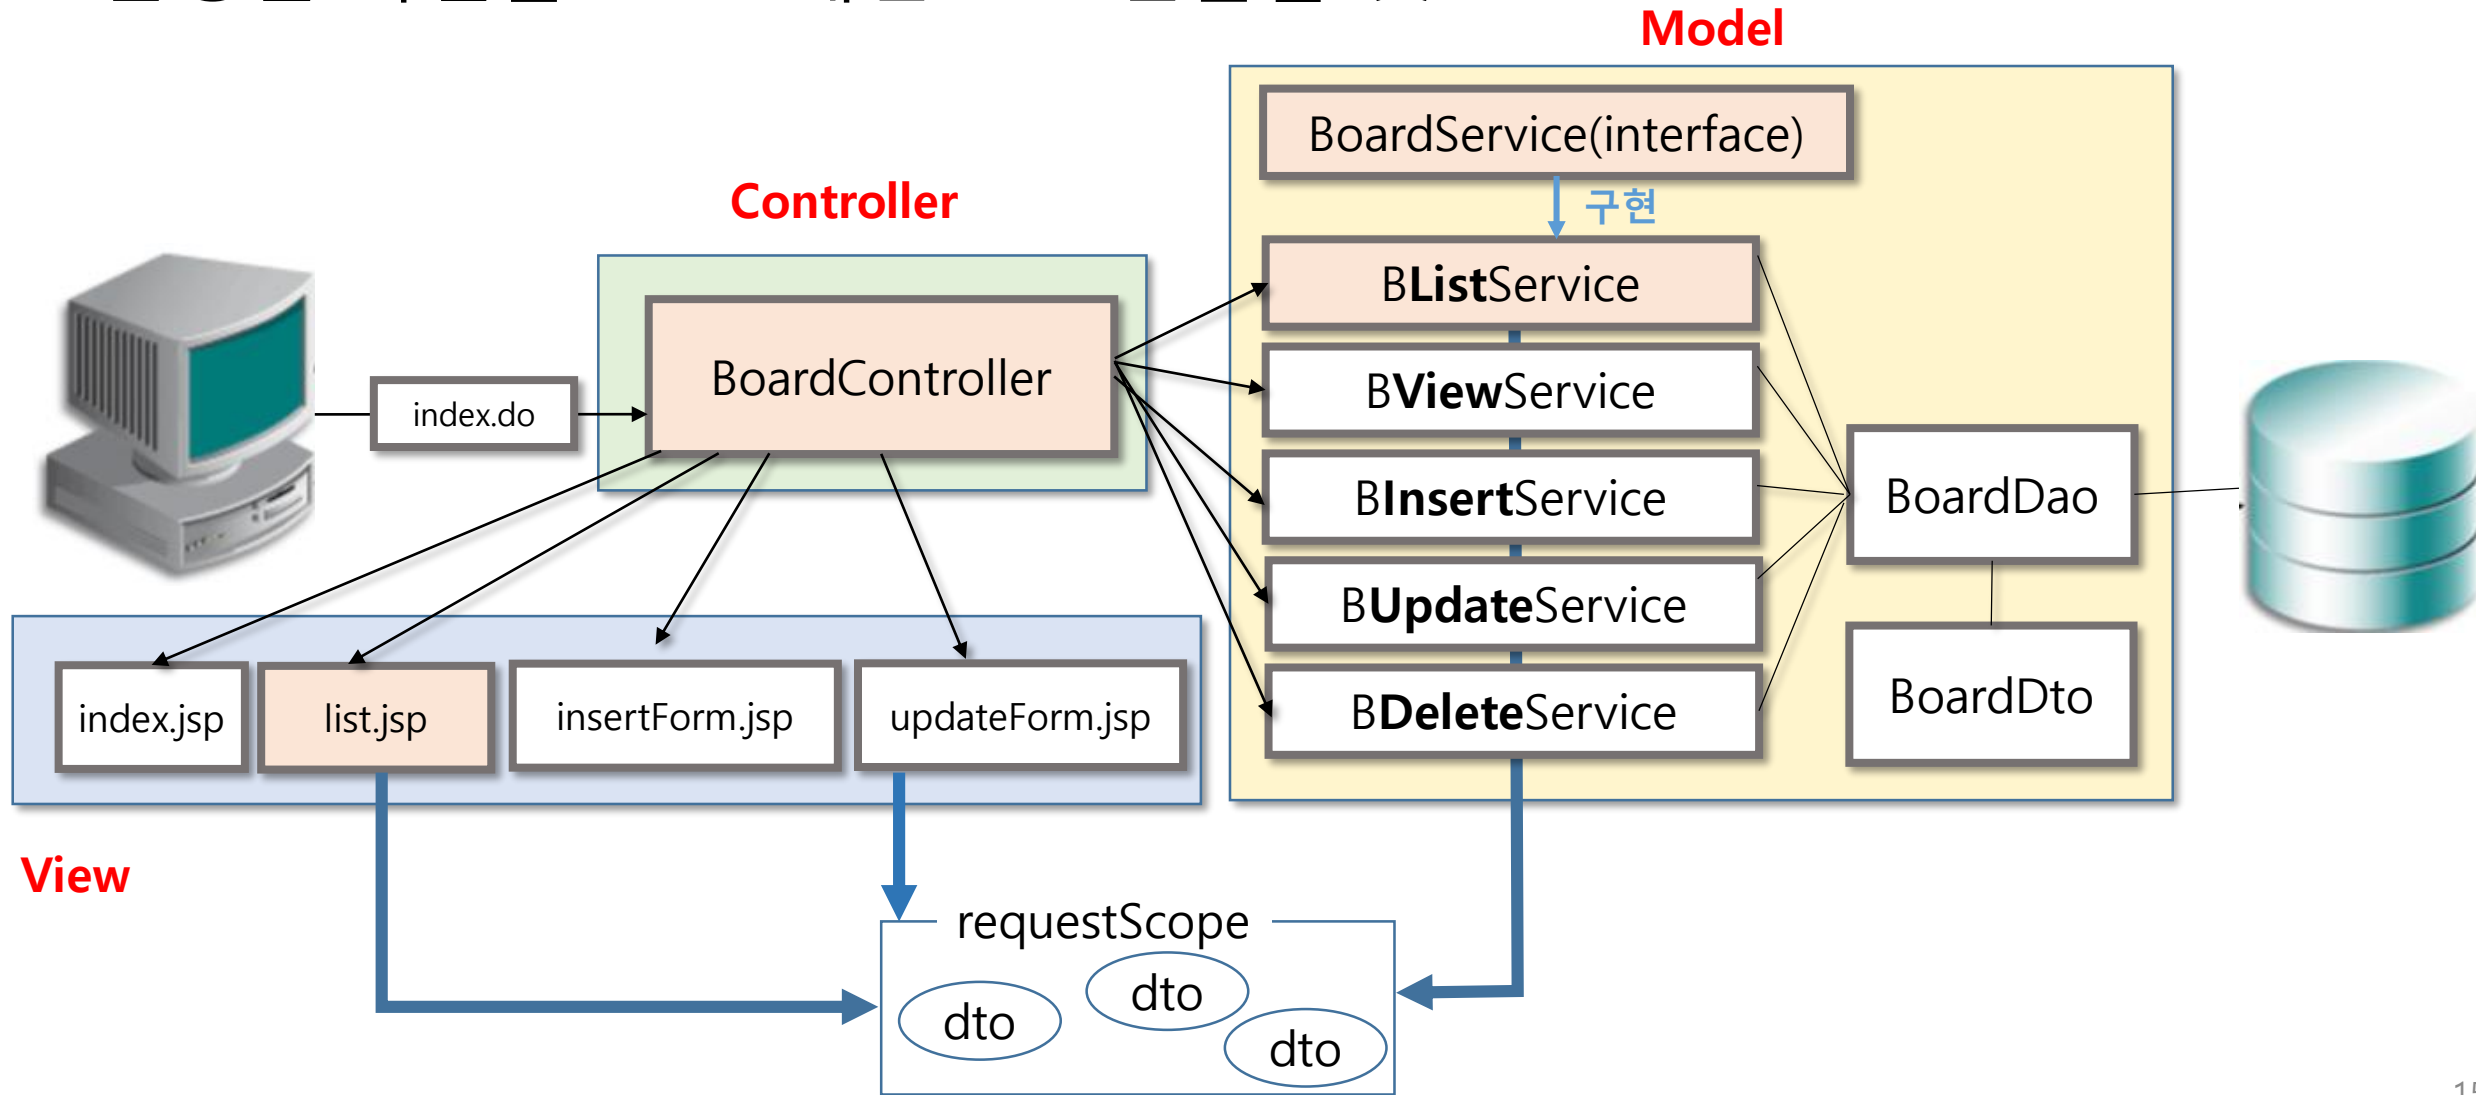 Model
BoardService(interface)
구현
Controller
BListService
BoardController
BViewService
index.do
BInsertService
BoardDao
BUpdateService
BoardDto
BDeleteService
index.jsp
list.jsp
insertForm.jsp
updateForm.jsp
View
requestScope
dto
dto
dto